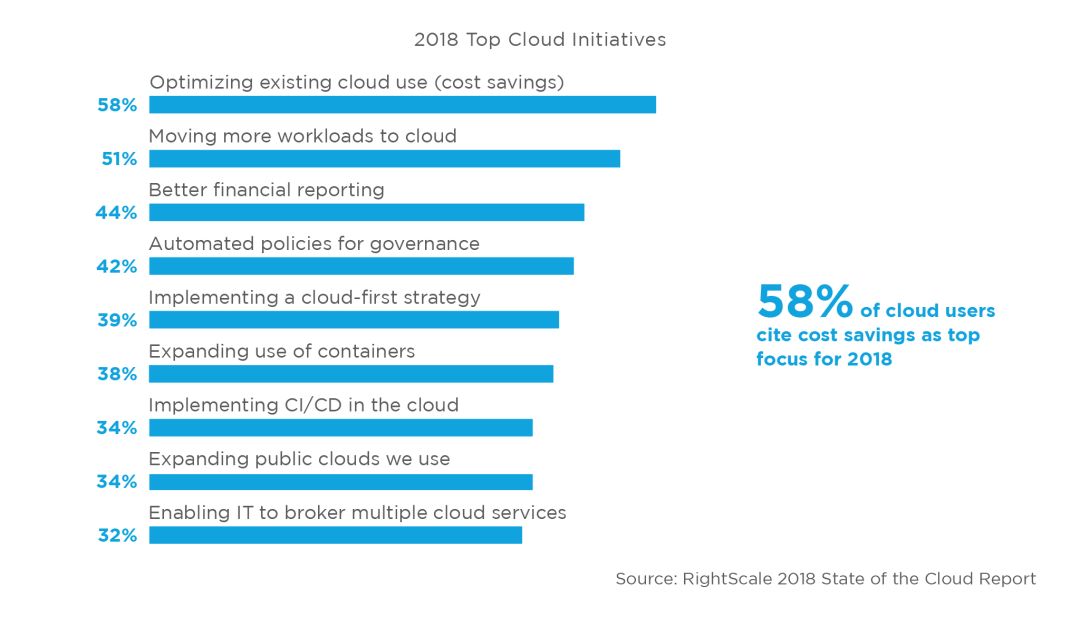 2018 Top Cloud Initiatives
Optimizing existing cloud use (cost savings)
58%
Moving more workloads to cloud
51%
Better financial reporting
44%
Automated policies for governance
42%
Implementing a cloud-first strategy
39%
Expanding use of containers
38%
Implementing CI/CD in the cloud
34%
Expanding public clouds we use
34%
Enabling IT to broker multiple cloud services
32%
58% of cloud users
cite cost savings as top
focus for 2018
Source: RightScale 2018 State of the Cloud Report